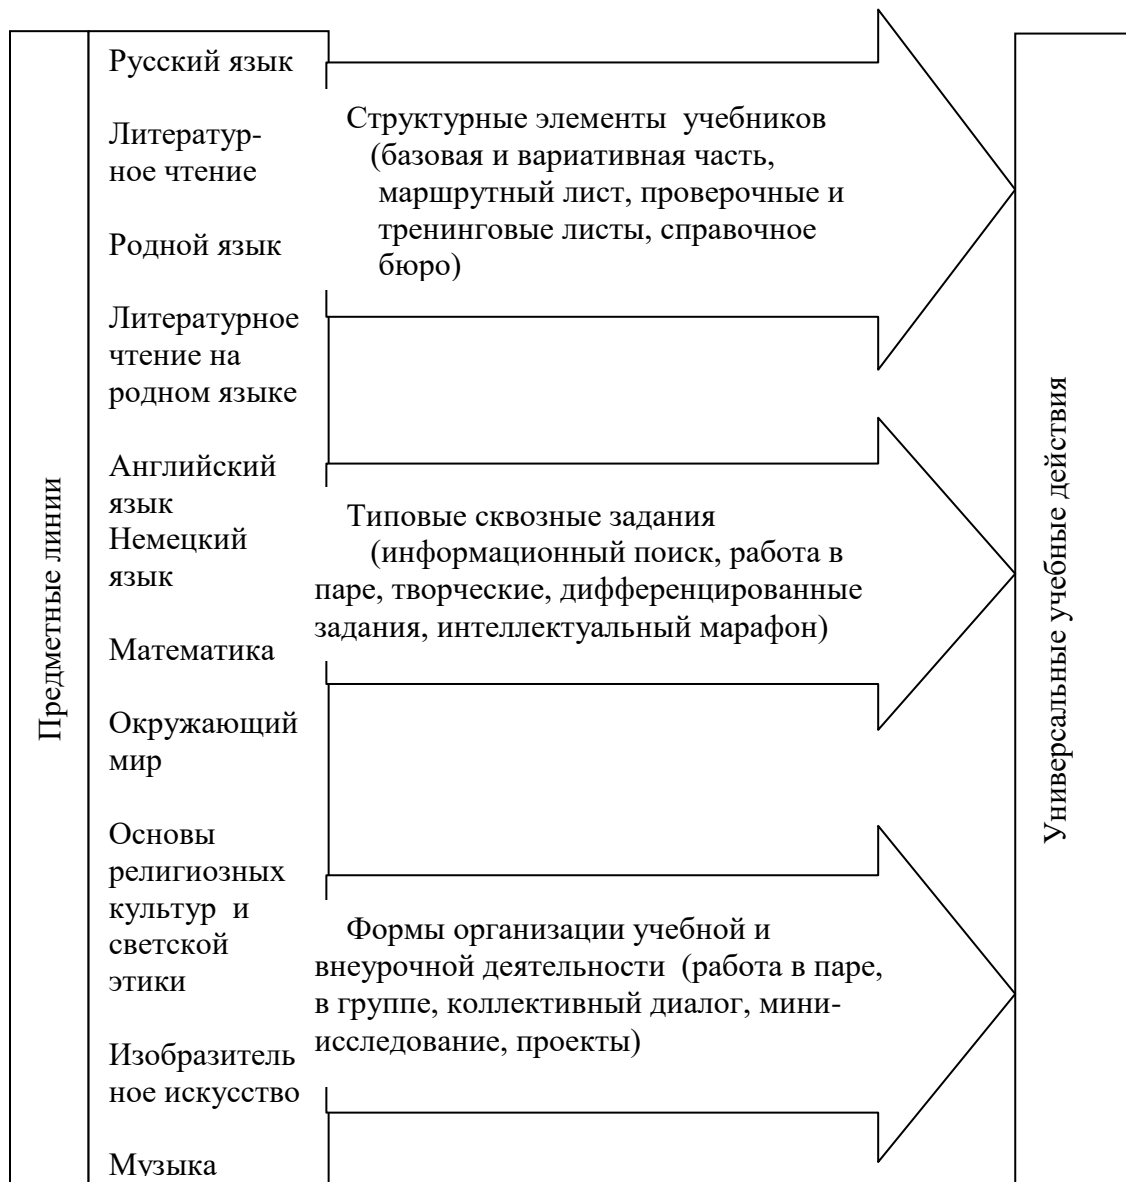 Предметные линии
Русский язык
Литератур-
ное чтение
Родной язык
Литературное
чтение на
родном языке
Английский
язык
Немецкий
язык
Математика
Окружающий
мир
Основы
религиозных
культур и
светской
этики
Изобразитель
ное искусство
Музыка
Структурные элементы учебников
(базовая и вариативная часть,
маршрутный лист, проверочные и
тренинговые листы, справочное
бюро)
Типовые сквозные задания
(информационный поиск, работа в
паре, творческие, дифференцированные
задания, интеллектуальный марафон)
Формы организации учебной и
внеурочной деятельности (работа в паре,
в группе, коллективный диалог, мини-
исследование, проекты)
Универсальные учебные действия